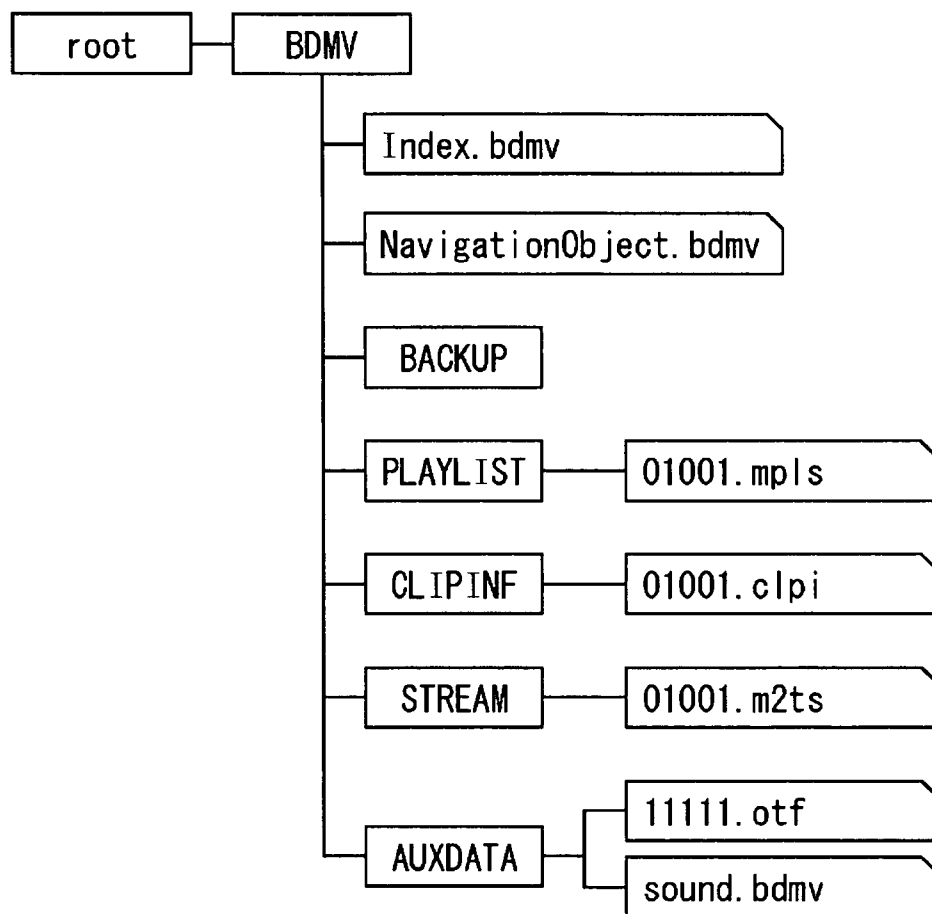 root
BDMV
Index.bdmv
NavigationObject.bdmv
BACKUP
PLAYLIST
01001.mpls
CLIPINF
01001.clpi
STREAM
01001.m2ts
AUXDATA
11111.otf
sound.bdmv